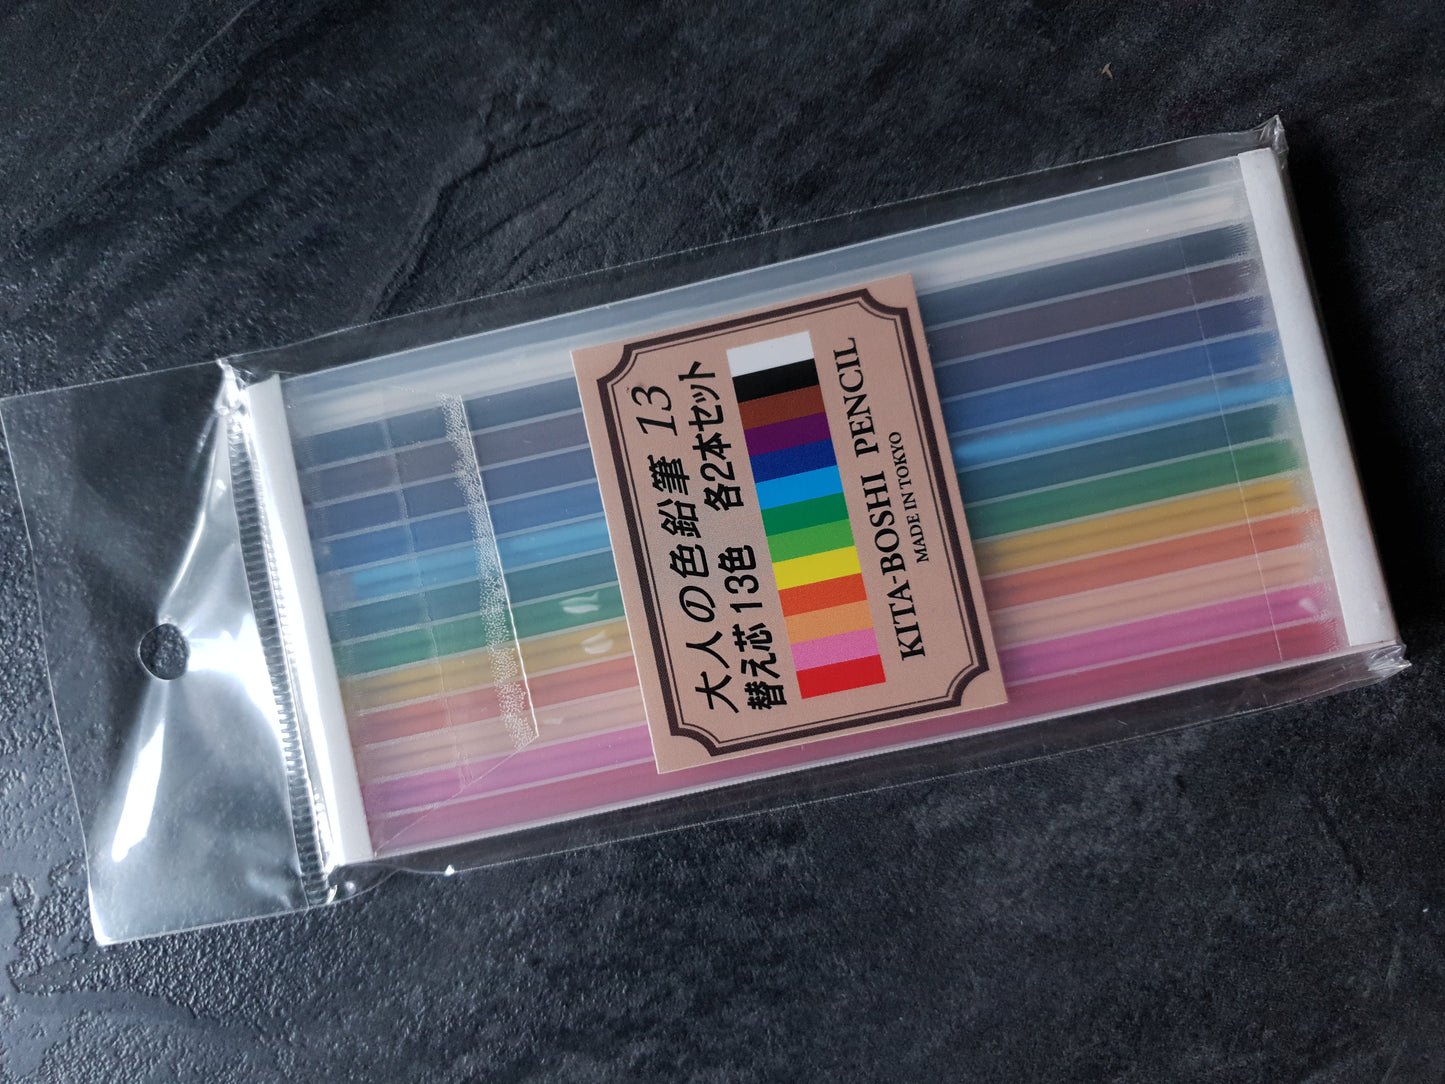 大人の色鉛筆 13
替え芯 13色 各2本セット
KITA-BOSHI PENCIL
MADE IN TOKYO